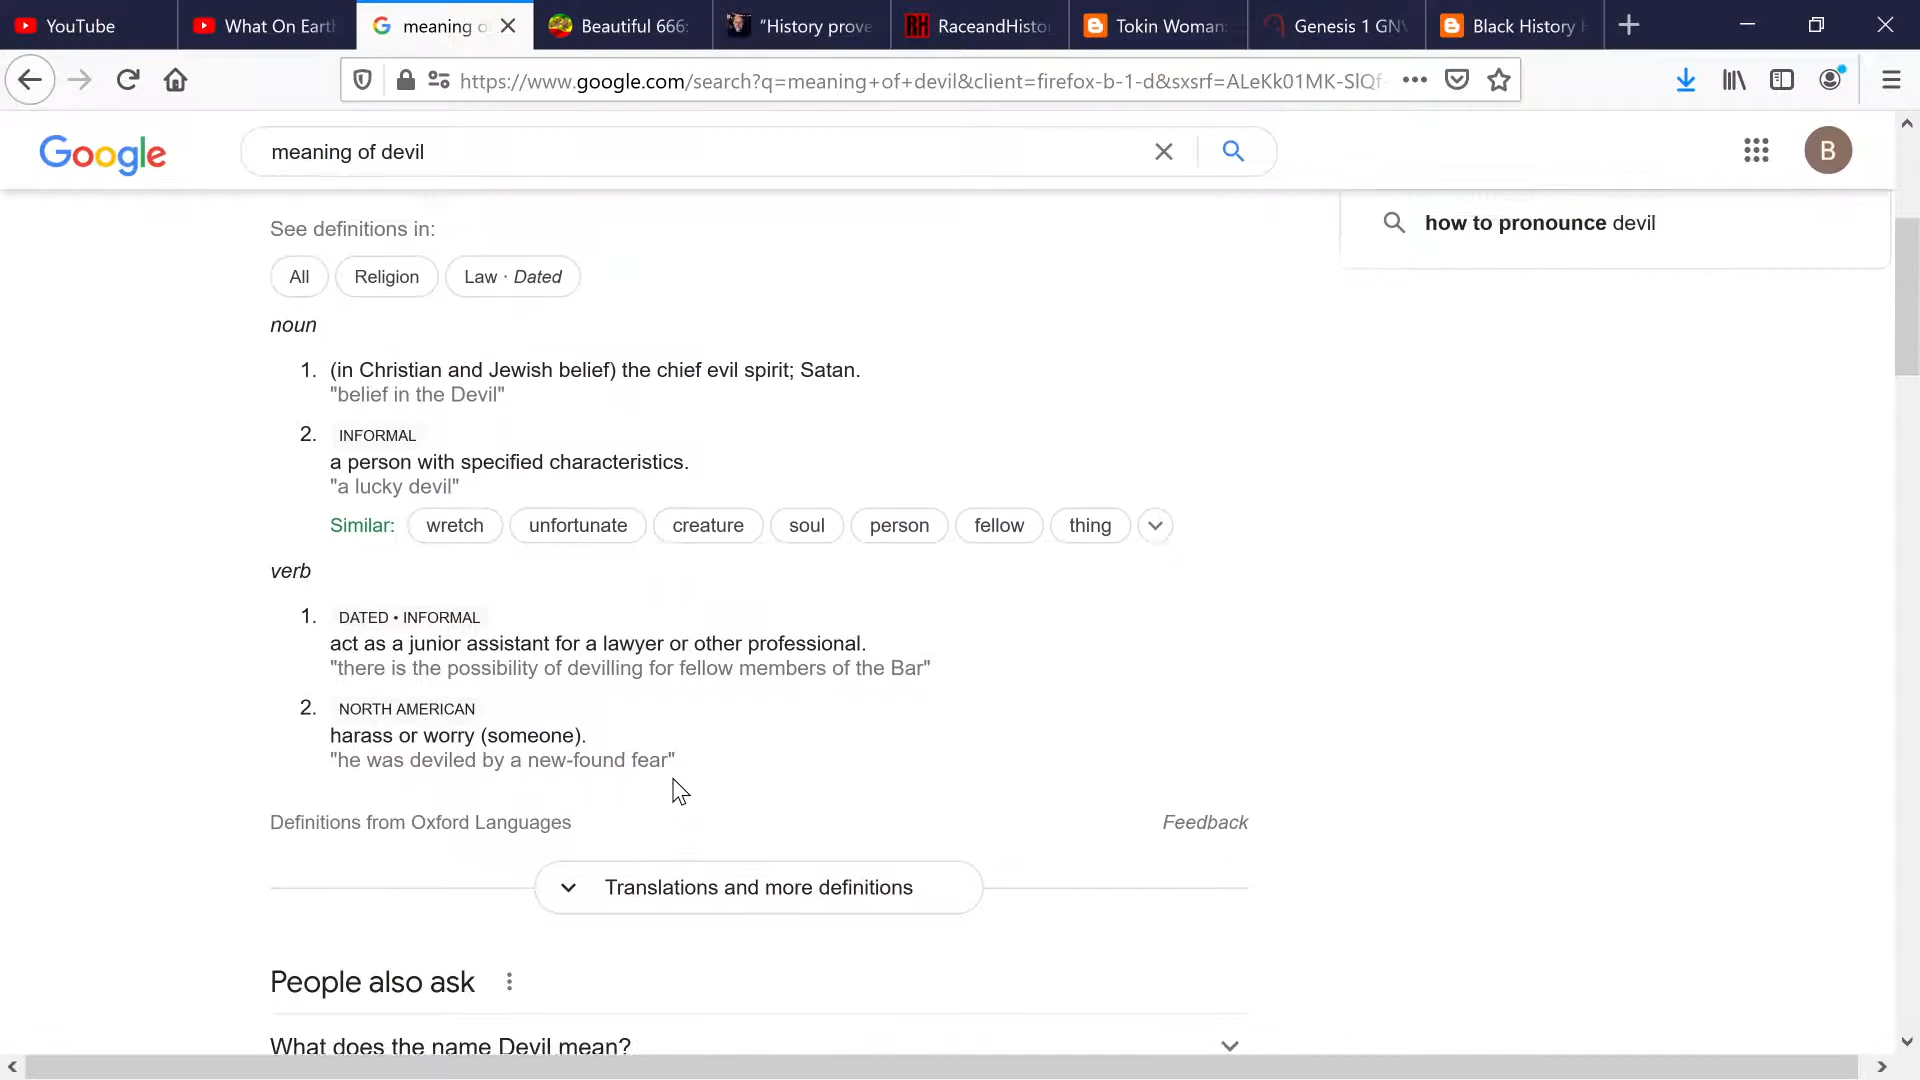 YouTube
What On Eart
meaning o
Beautiful 666:
“History prove
RaceandHisto
Tokin Woman:
Genesis 1 GNV
Black History H
https://www.google.com/search?q=meaning+of+devil&client=firefox-b-1-d&sxsrf=ALeKk01MK-SlQf-
Google
meaning of devil
B
See definitions in:
how to pronounce devil
All
Religion
Law · Dated
noun
1. (in Christian and Jewish belief) the chief evil spirit; Satan.
"belief in the Devil"
2. INFORMAL
a person with specified characteristics.
"a lucky devil"
Similar: wretch unfortunate creature soul person fellow thing
verb
1. DATED • INFORMAL
act as a junior assistant for a lawyer or other professional.
"there is the possibility of devilling for fellow members of the Bar"
2. NORTH AMERICAN
harass or worry (someone).
"he was deviled by a new-found fear"
Definitions from Oxford Languages
Feedback
Translations and more definitions
People also ask
What does the name Devil mean?